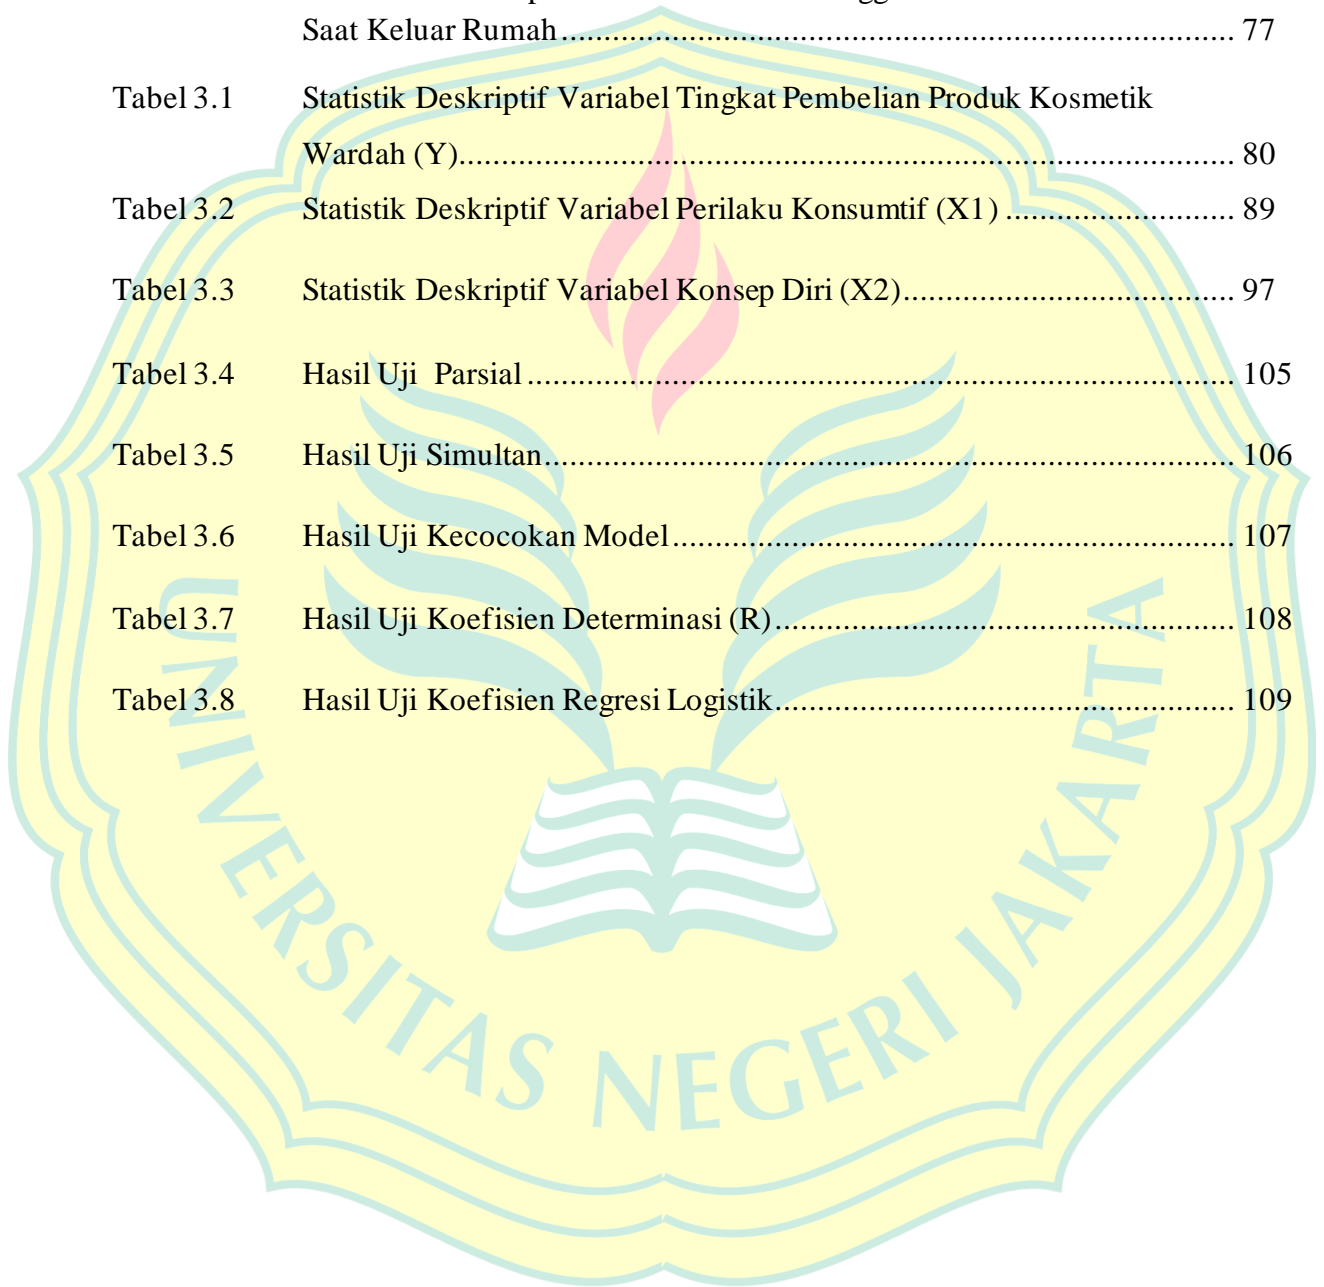 Saat Keluar Rumah ........................................................................ 77
Tabel 3.1 Statistik Deskriptif Variabel Tingkat Pembelian Produk Kosmetik
Wardah (Y)................................................................................... 80
Tabel 3.2 Statistik Deskriptif Variabel Perilaku Konsumtif (X1) ......................... 89
Tabel 3.3 Statistik Deskriptif Variabel Konsep Diri (X2).................................... 97
Tabel 3.4 Hasil Uji Parsial ............................................................................ 105
Tabel 3.5 Hasil Uji Simultan.......................................................................... 106
Tabel 3.6 Hasil Uji Kecocokan Model............................................................ 107
Tabel 3.7 Hasil Uji Koefisien Determinasi (R)................................................. 108
Tabel 3.8 Hasil Uji Koefisien Regresi Logistik................................................ 109
UNIVERSITAS NEGERI JAKARTA